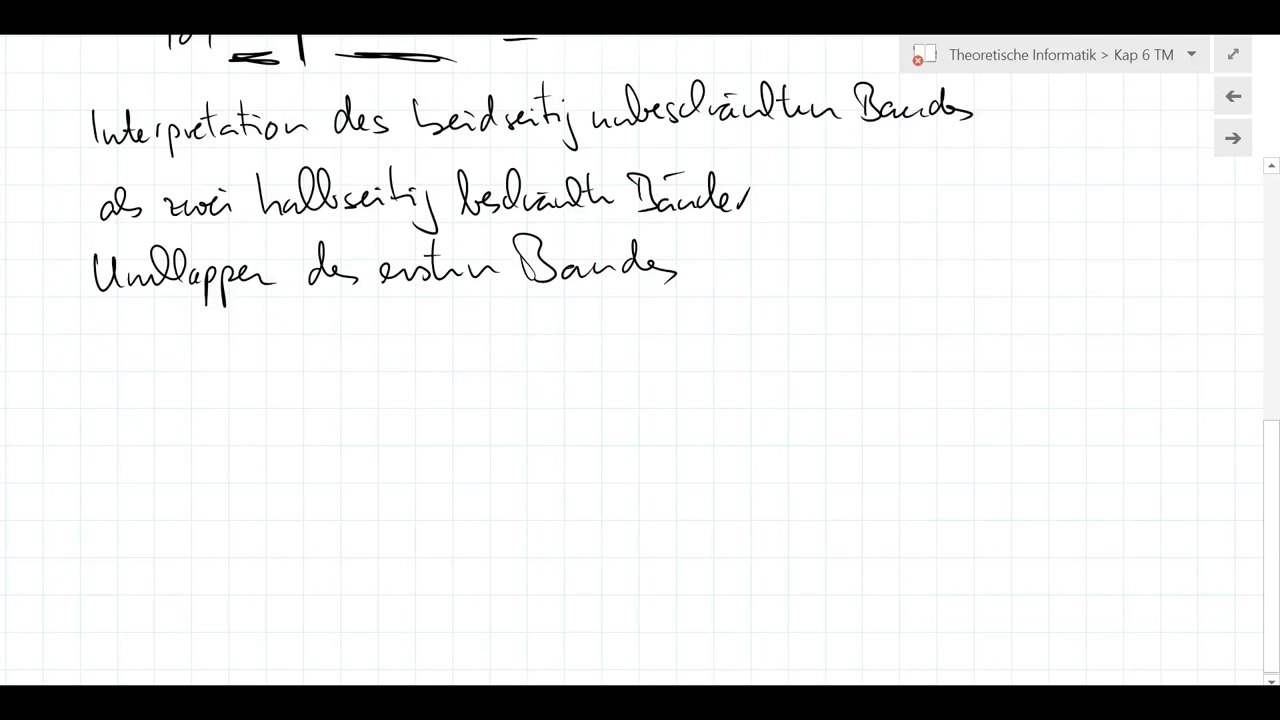 Theoretische Informatik > Kap 6 TM
Interpretation des beidseitig unbeschränkten Bandes
als zwei halbseitig beschränkte Bänder
Umklappen des ersten Bandes